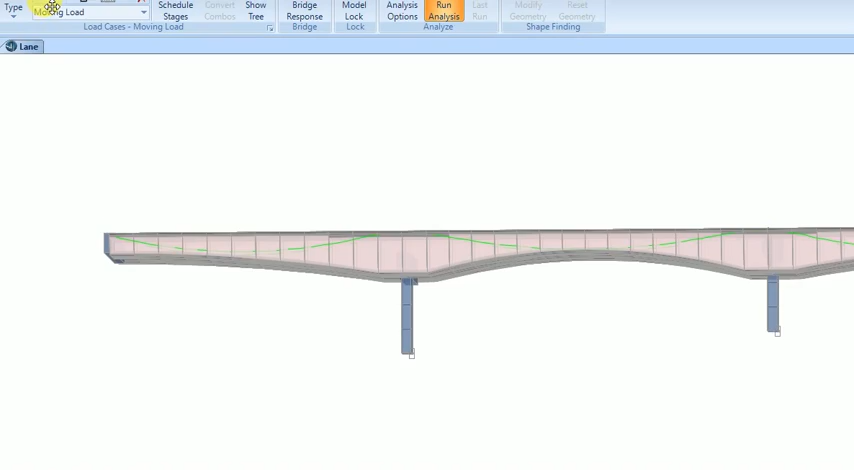 Type
Moving Load
Schedule
Stages
Convert
Combos
Show
Tree
Load Cases - Moving Load
Bridge
Response
Bridge
Model
Lock
Lock
Analysis
Options
Run
Analysis
Last
Run
Analyze
Modify
Geometry
Reset
Geometry
Shape Finding
Lane